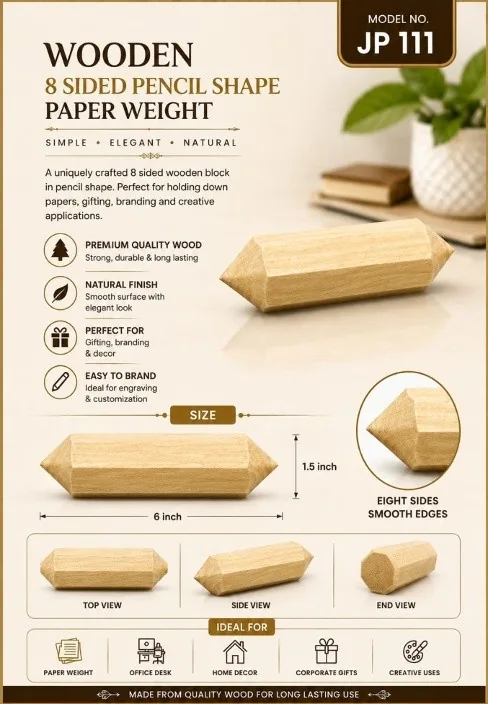 MODEL NO.
JP 111
WOODEN
8 SIDED PENCIL SHAPE
PAPER WEIGHT
SIMPLE • ELEGANT • NATURAL
A uniquely crafted 8 sided wooden block
in pencil shape. Perfect for holding down
papers, gifting, branding and creative
applications.
PREMIUM QUALITY WOOD
Strong, durable & long lasting
NATURAL FINISH
Smooth surface with
elegant look
PERFECT FOR
Gifting, branding
& decor
EASY TO BRAND
Ideal for engraving
& customization
SIZE
1.5 inch
6 inch
EIGHT SIDES
SMOOTH EDGES
TOP VIEW
SIDE VIEW
END VIEW
IDEAL FOR
PAPER WEIGHT
OFFICE DESK
HOME DECOR
CORPORATE GIFTS
CREATIVE USES
MADE FROM QUALITY WOOD FOR LONG LASTING USE